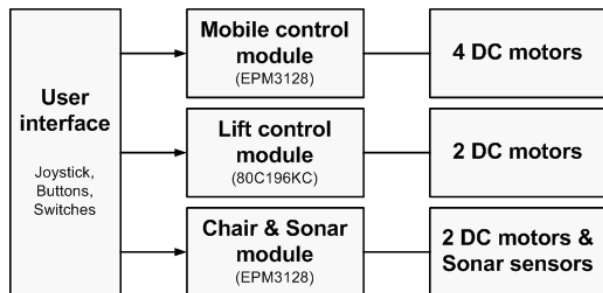 User
interface
Joystick,
Buttons,
Switches
Mobile control
module
(EPM3128)
4 DC motors
Lift control
module
(80C196KC)
2 DC motors
Chair & Sonar
module
(EPM3128)
2 DC motors &
Sonar sensors